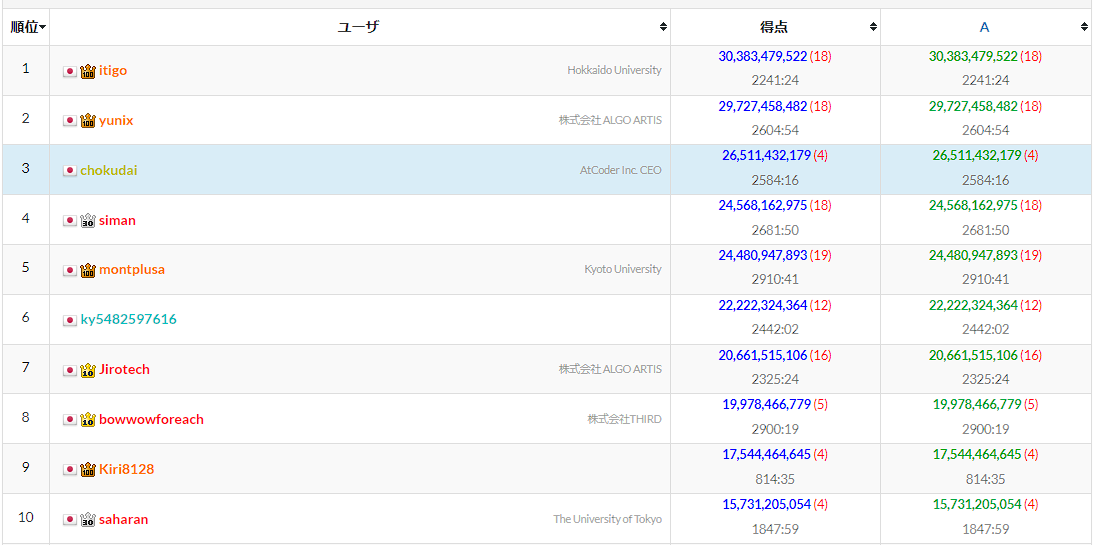 順位 ユーザ 得点 A
1 100 itigo Hokkaido University 30,383,479,522 (18) 30,383,479,522 (18)
2241:24 2241:24
2 100 yunix 株式会社 ALGO ARTIS 29,727,458,482 (18) 29,727,458,482 (18)
2604:54 2604:54
3 chokudai AtCoder Inc. CEO 26,511,432,179 (4) 26,511,432,179 (4)
2584:16 2584:16
4 30 siman 24,568,162,975 (18) 24,568,162,975 (18)
2681:50 2681:50
5 100 montplusa Kyoto University 24,480,947,893 (19) 24,480,947,893 (19)
2910:41 2910:41
6 ky5482597616 22,222,324,364 (12) 22,222,324,364 (12)
2442:02 2442:02
7 10 Jirotech 株式会社 ALGO ARTIS 20,661,515,106 (16) 20,661,515,106 (16)
2325:24 2325:24
8 10 bowwowforeach 株式会社THIRD 19,978,466,779 (5) 19,978,466,779 (5)
2900:19 2900:19
9 100 Kiri8128 17,544,464,645 (4) 17,544,464,645 (4)
814:35 814:35
10 30 saharan The University of Tokyo 15,731,205,054 (4) 15,731,205,054 (4)
1847:59 1847:59